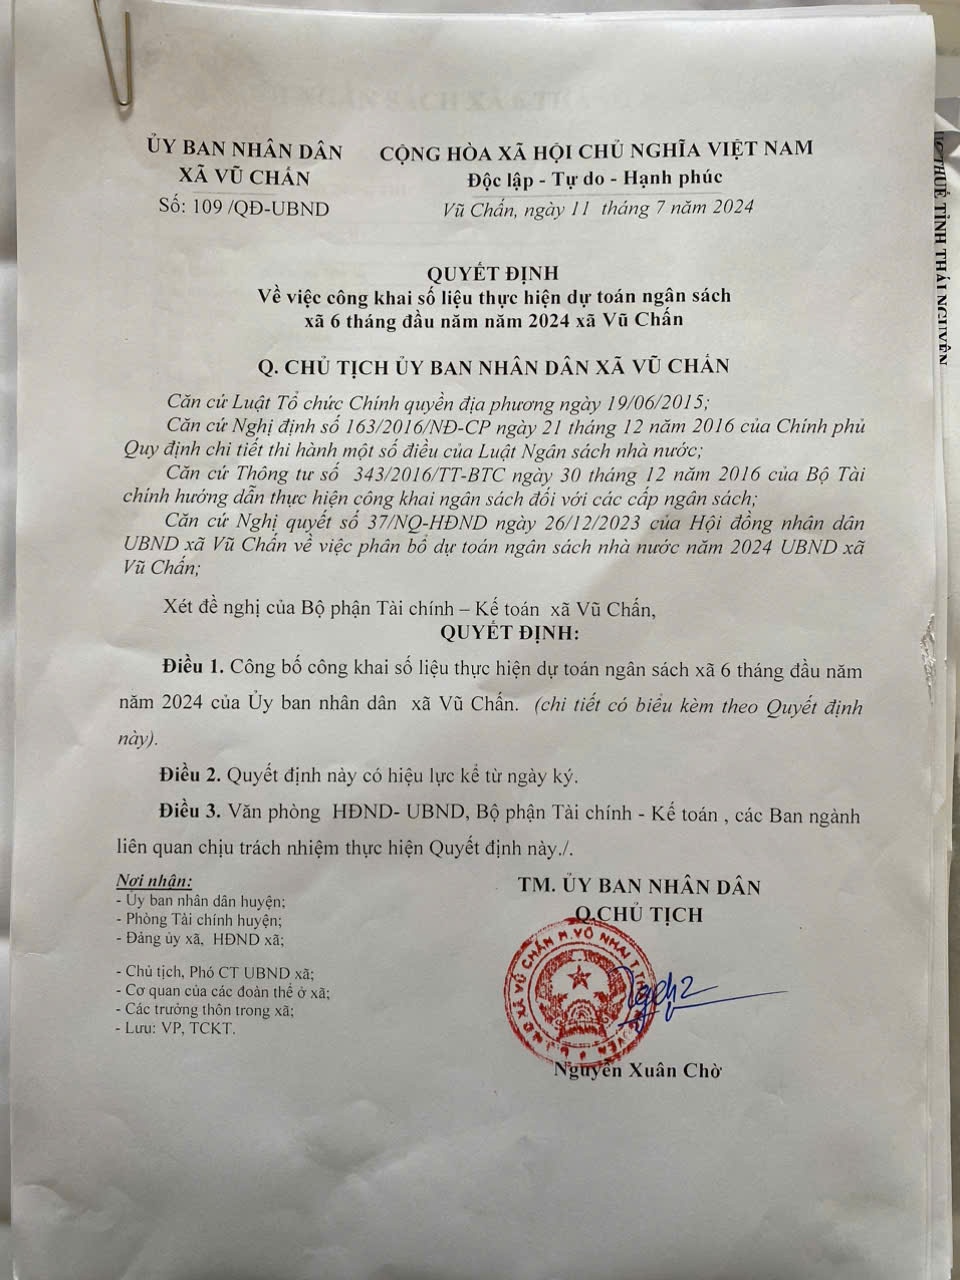 ỦY BAN NHÂN DÂN
XÃ VŨ CHẤN
Số: 109 /QĐ-UBND
CỘNG HÒA XÃ HỘI CHỦ NGHĨA VIỆT NAM
Độc lập - Tự do - Hạnh phúc
Vũ Chấn, ngày 11 tháng 7 năm 2024
QUYẾT ĐỊNH
Về việc công khai số liệu thực hiện dự toán ngân sách
xã 6 tháng đầu năm năm 2024 xã Vũ Chấn
Q. CHỦ TỊCH ỦY BAN NHÂN DÂN XÃ VŨ CHẤN
Căn cứ Luật Tổ chức Chính quyền địa phương ngày 19/06/2015;
Căn cứ Nghị định số 163/2016/NĐ-CP ngày 21 tháng 12 năm 2016 của Chính phủ
Quy định chi tiết thi hành một số điều của Luật Ngân sách nhà nước;
Căn cứ Thông tư số 343/2016/TT-BTC ngày 30 tháng 12 năm 2016 của Bộ Tài
chính hướng dẫn thực hiện công khai ngân sách đối với các cấp ngân sách;
Căn cứ Nghị quyết số 37/NQ-HĐND ngày 26/12/2023 của Hội đồng nhân dân
UBND xã Vũ Chấn về việc phân bổ dự toán ngân sách nhà nước năm 2024 UBND xã
Vũ Chấn;
Xét đề nghị của Bộ phận Tài chính – Kế toán xã Vũ Chấn,
QUYẾT ĐỊNH:
Điều 1. Công bố công khai số liệu thực hiện dự toán ngân sách xã 6 tháng đầu năm
năm 2024 của Ủy ban nhân dân xã Vũ Chấn. (chi tiết có biểu kèm theo Quyết định
này).
Điều 2. Quyết định này có hiệu lực kể từ ngày ký.
Điều 3. Văn phòng HĐND- UBND, Bộ phận Tài chính - Kế toán , các Ban ngành
liên quan chịu trách nhiệm thực hiện Quyết định này./.
Nơi nhận:
- Ủy ban nhân dân huyện;
- Phòng Tài chính huyện;
- Đảng ủy xã, HĐND xã;
- Chủ tịch, Phó CT UBND xã;
- Cơ quan của các đoàn thể ở xã;
- Các trưởng thôn trong xã;
- Lưu: VP, TCKT.
TM. ỦY BAN NHÂN DÂN
Q.CHỦ TỊCH
U.B.N.D XÃ VŨ CHẤN H.VÕ NHAI T.THÁI NGUYÊN
Nguyễn Xuân Chờ
THUẾ TỈNH THÁI NGUYÊN